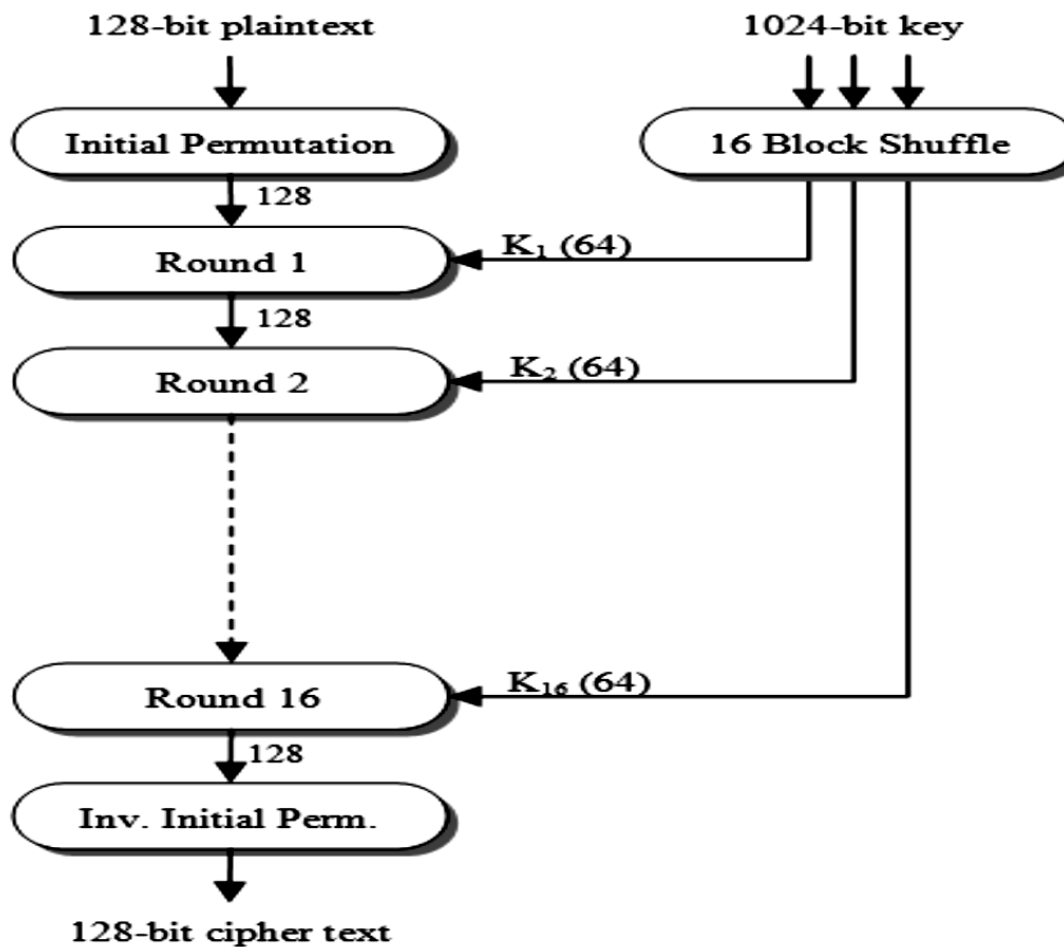 128-bit plaintext
1024-bit key
Initial Permutation
16 Block Shuffle
128
K₁ (64)
Round 1
128
K₂ (64)
Round 2
K₁₆ (64)
Round 16
128
Inv. Initial Perm.
128-bit cipher text